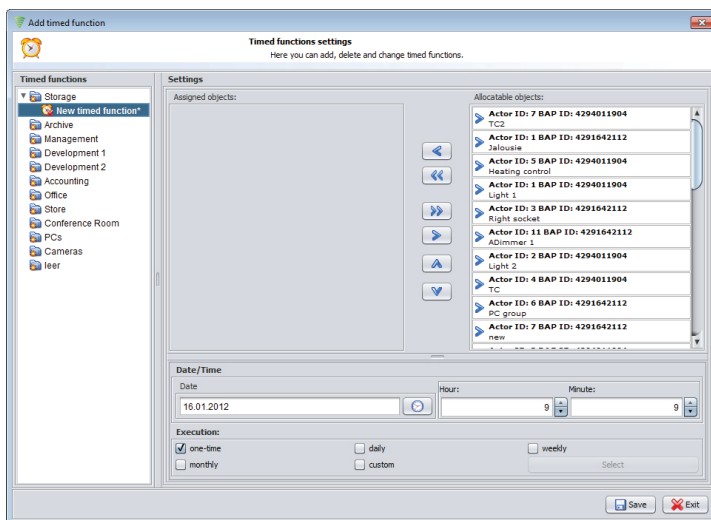 Add timed function
Timed functions settings
Here you can add, delete and change timed functions.
Timed functions
Storage
New timed function*
Archive
Management
Development 1
Development 2
Accounting
Office
Store
Conference Room
PCs
Cameras
leer
Settings
Assigned objects:
Allocatable objects:
Actor ID: 7 BAP ID: 4294011904
TC2
Actor ID: 1 BAP ID: 4291642112
Jalousie
Actor ID: 5 BAP ID: 4294011904
Heating control
Actor ID: 1 BAP ID: 4294011904
Light 1
Actor ID: 3 BAP ID: 4291642112
Right socket
Actor ID: 11 BAP ID: 4291642112
ADimmer 1
Actor ID: 2 BAP ID: 4294011904
Light 2
Actor ID: 4 BAP ID: 4294011904
TC
Actor ID: 6 BAP ID: 4291642112
PC group
Actor ID: 7 BAP ID: 4291642112
new
Date/Time
Date
Hour:
Minute:
16.01.2012
9
9
Execution:
one-time
daily
weekly
monthly
custom
Select
Save
Exit